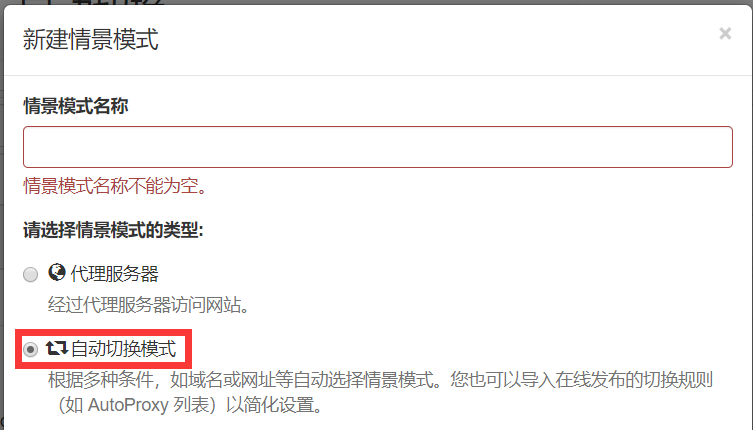 新建情景模式
×
情景模式名称
情景模式名称不能为空。
请选择情景模式的类型:
代理服务器
经过代理服务器访问网站。
自动切换模式
根据多种条件，如域名或网址等自动选择情景模式。您也可以导入在线发布的切换规则
（如 AutoProxy 列表）以简化设置。